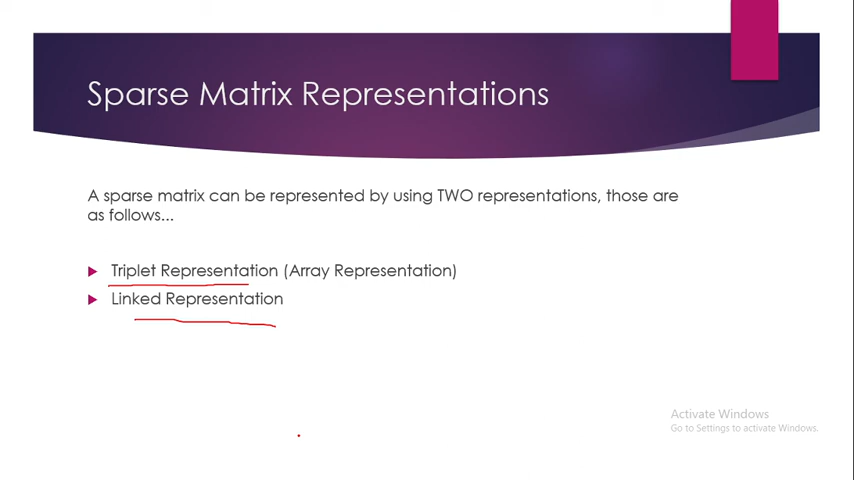 Sparse Matrix Representations
A sparse matrix can be represented by using TWO representations, those are
as follows...
Triplet Representation (Array Representation)
Linked Representation
Activate Windows
Go to Settings to activate Windows.